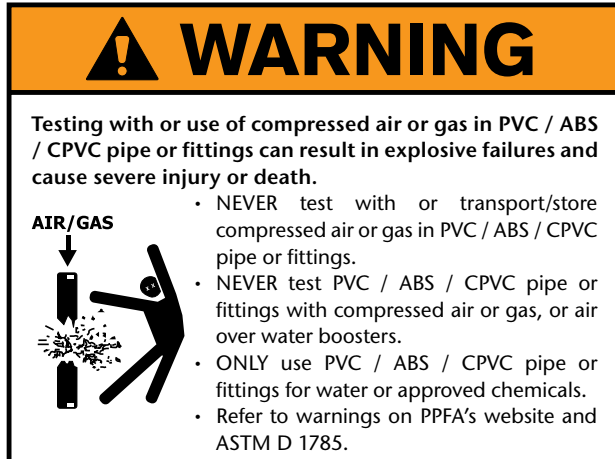 WARNING
Testing with or use of compressed air or gas in PVC / ABS
/ CPVC pipe or fittings can result in explosive failures and
cause severe injury or death.
AIR/GAS
• NEVER test with or transport/store
compressed air or gas in PVC / ABS / CPVC
pipe or fittings.
• NEVER test PVC / ABS / CPVC pipe or
fittings with compressed air or gas, or air
over water boosters.
• ONLY use PVC / ABS / CPVC pipe or
fittings for water or approved chemicals.
• Refer to warnings on PPFA's website and
ASTM D 1785.